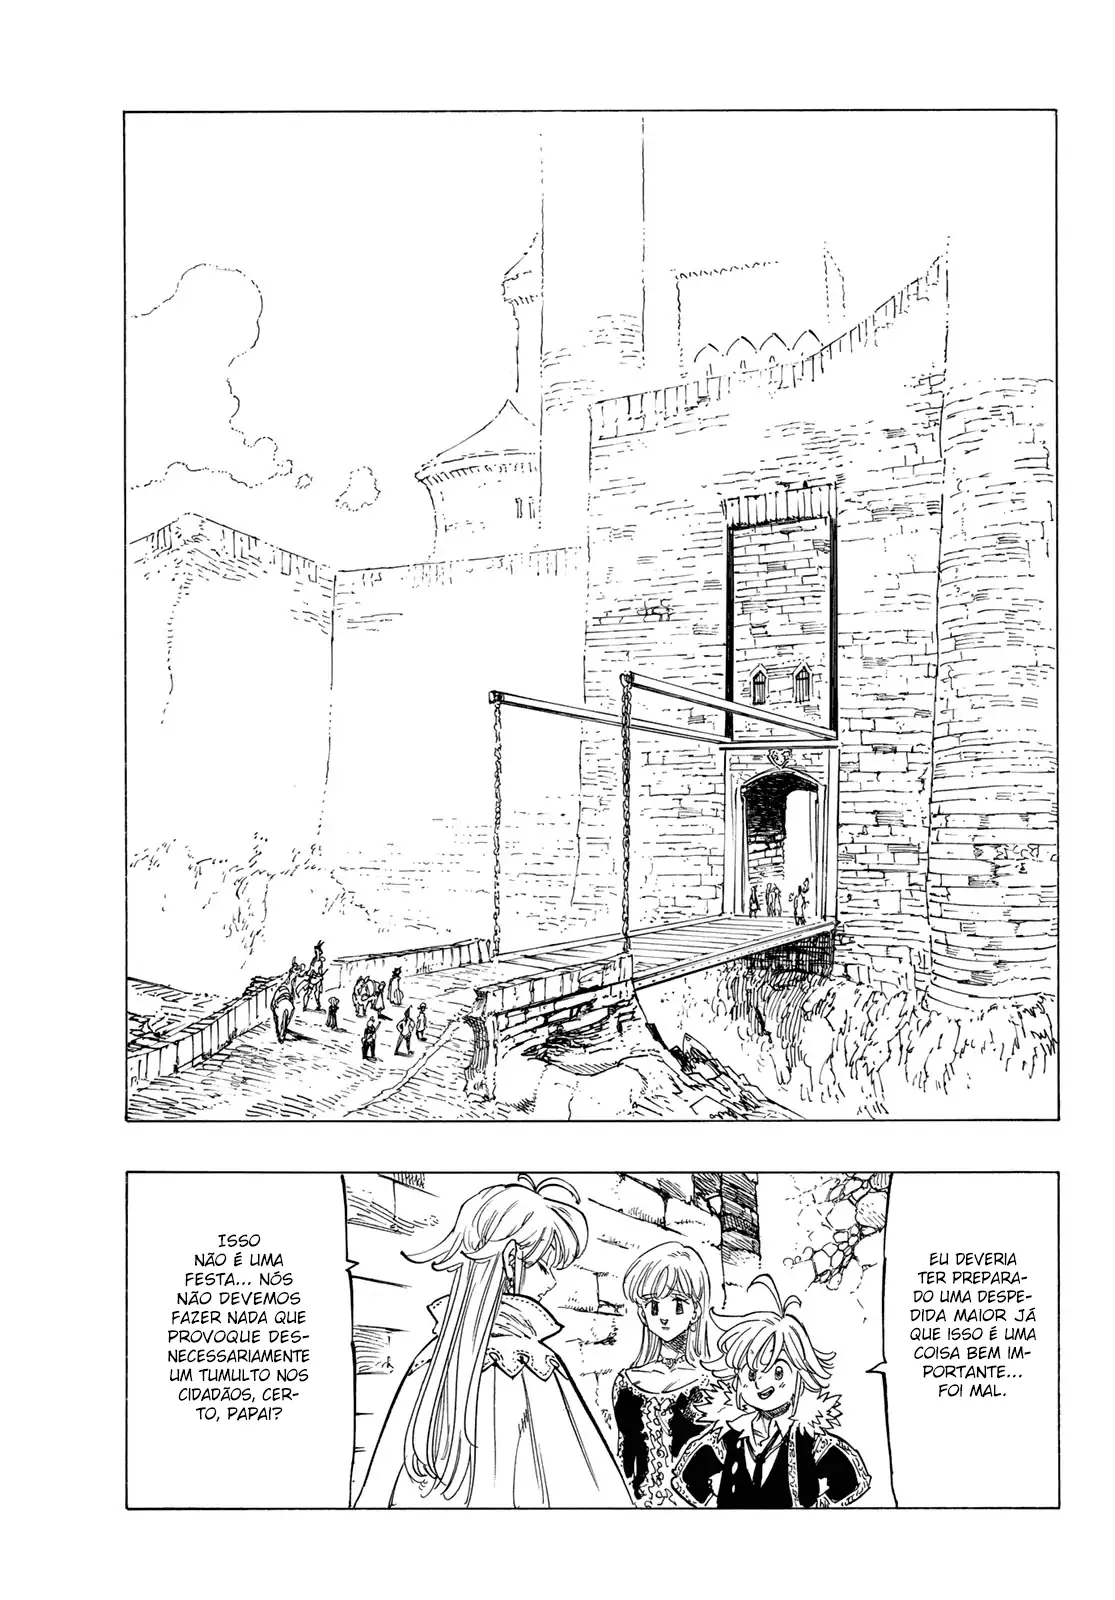 EU DEVERIA
TER PREPARA-
DO UMA DESPE-
DIDA MAIOR JÁ
QUE ISSO É UMA
COISA BEM IM-
PORTANTE...
FOI MAL.
ISSO
NÃO É UMA
FESTA... NÓS
NÃO DEVEMOS
FAZER NADA QUE
PROVOQUE DES-
NECESSARIAMENTE
UM TUMULTO NOS
CIDADÃOS, CER-
TO, PAPAI?